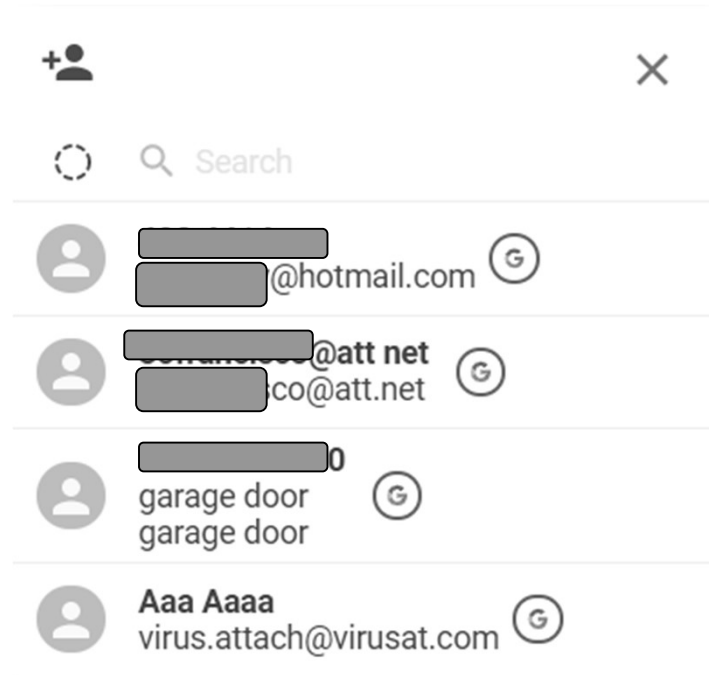 Search
@hotmail.com
@att net
co@att.net
0
garage door
garage door
Aaa Aaaa
virus.attach@virusat.com